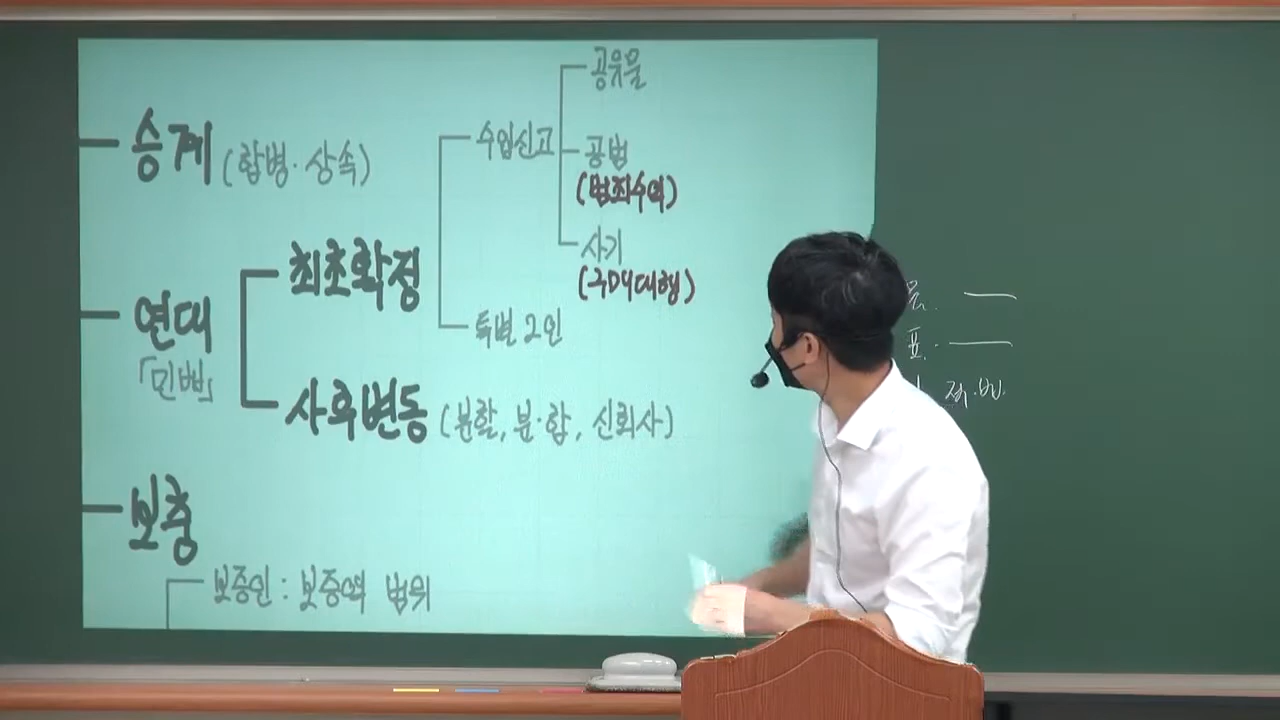 공유물
수입신고
공범
(범죄수익)
승계 (합병·상속)
사기
(구매대행)
최초확정
연대
「민법」
특별 2인
사후변동 (분할, 분·합, 신회사)
보충
보증인 : 보증액 범위